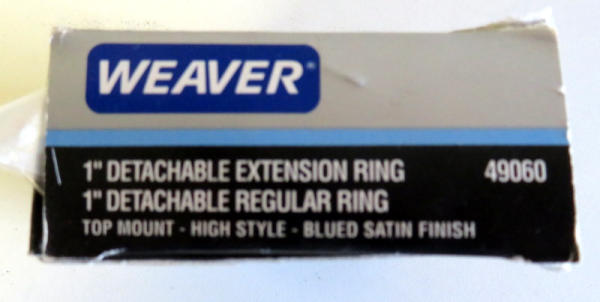 WEAVER®
1" DETACHABLE EXTENSION RING 49060
1" DETACHABLE REGULAR RING
TOP MOUNT - HIGH STYLE - BLUED SATIN FINISH